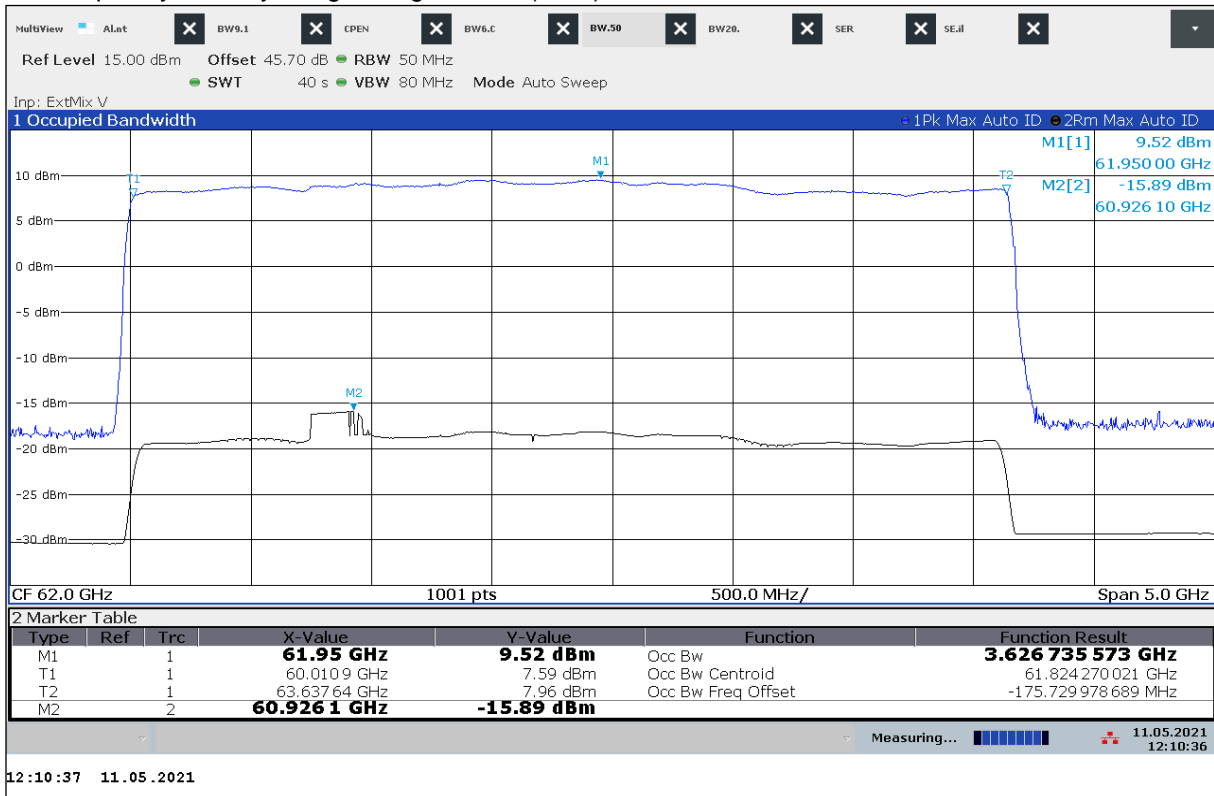 MultiView Al.nt BW9.1 CPEN BW6.C BW.50 BW20. SER SE.il
Ref Level 15.00 dBm Offset 45.70 dB RBW 50 MHz
SWT 40 s VBW 80 MHz Mode Auto Sweep
Inp: ExtMix V
1 Occupied Bandwidth 1Pk Max Auto ID 2Rm Max Auto ID
M1[1] 9.52 dBm
61.950 00 GHz
M2[2] -15.89 dBm
60.926 10 GHz
M1
T1
T2
10 dBm
5 dBm
0 dBm
-5 dBm
-10 dBm
M2
-15 dBm
-20 dBm
-25 dBm
-30 dBm
CF 62.0 GHz 1001 pts 500.0 MHz/ Span 5.0 GHz
2 Marker Table
Type Ref Trc X-Value Y-Value Function Function Result
M1 1 61.95 GHz 9.52 dBm Occ Bw 3.626 735 573 GHz
T1 1 60.010 9 GHz 7.59 dBm Occ Bw Centroid 61.824 270 021 GHz
T2 1 63.637 64 GHz 7.96 dBm Occ Bw Freq Offset -175.729 978 689 MHz
M2 2 60.926 1 GHz -15.89 dBm
Measuring... 11.05.2021
12:10:36
12:10:37 11.05.2021